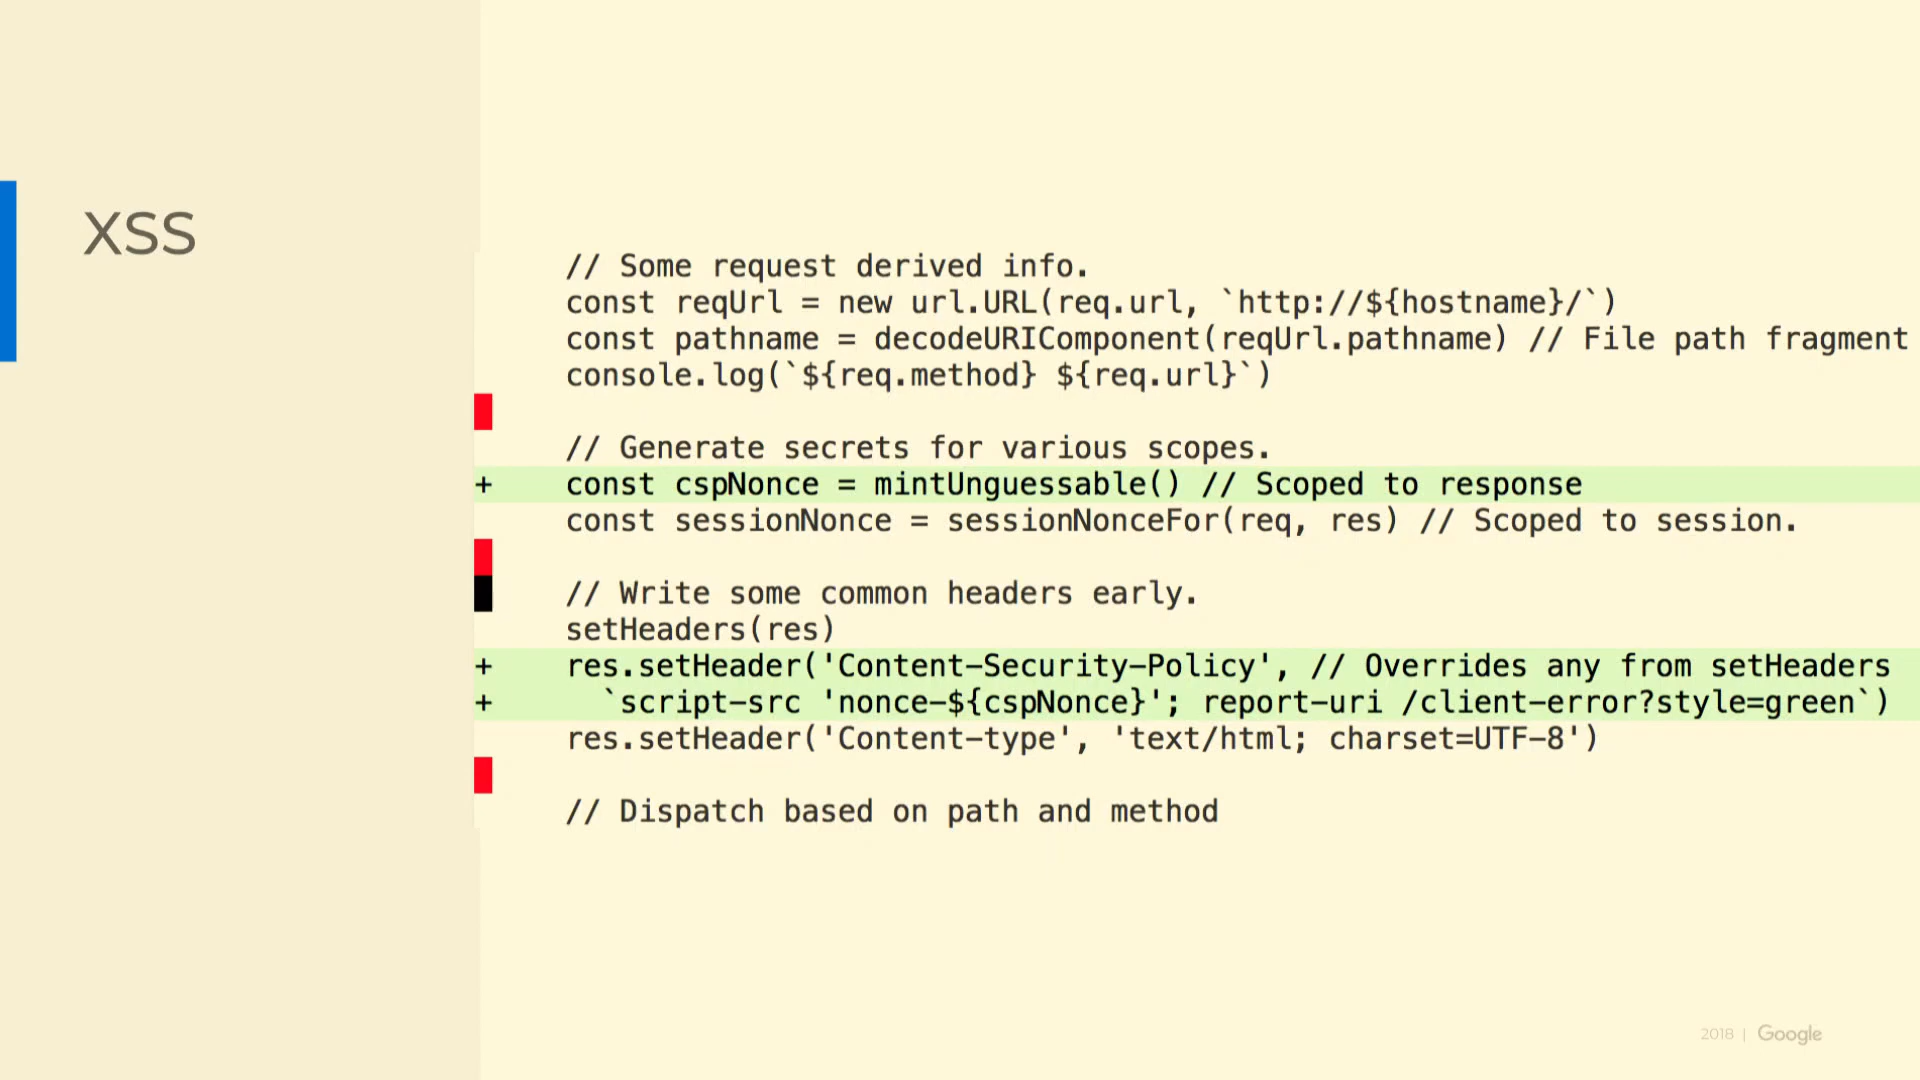 XSS
// Some request derived info.
const reqUrl = new url.URL(req.url, `http://${hostname}/`)
const pathname = decodeURIComponent(reqUrl.pathname) // File path fragment
console.log(`${req.method} ${req.url}`)
// Generate secrets for various scopes.
+ const cspNonce = mintUnguessable() // Scoped to response
const sessionNonce = sessionNonceFor(req, res) // Scoped to session.
// Write some common headers early.
setHeaders(res)
+ res.setHeader('Content-Security-Policy', // Overrides any from setHeaders
+ `script-src 'nonce-${cspNonce}'; report-uri /client-error?style=green`)
res.setHeader('Content-type', 'text/html; charset=UTF-8')
// Dispatch based on path and method
2018 | Google